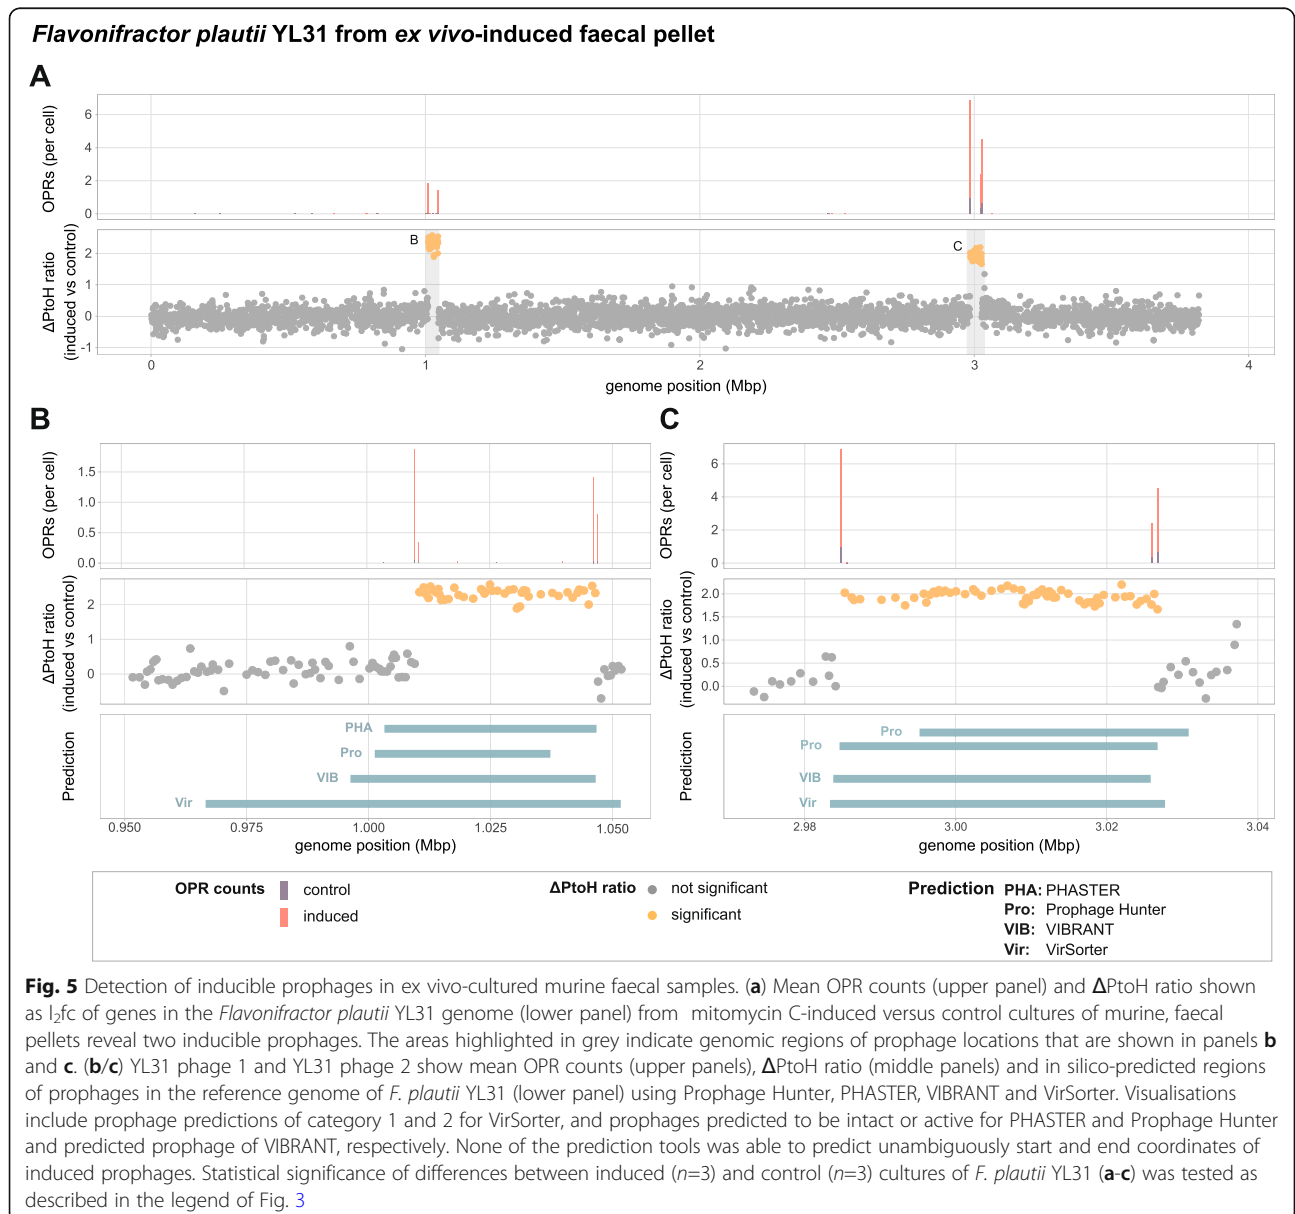 Flavonifractor plautii YL31 from ex vivo-induced faecal pellet
A
OPRs (per cell)
6
4
2
0
ΔPtoH ratio
(induced vs control)
2
1
0
-1
B
C
0
1
2
3
4
genome position (Mbp)
B
OPRs (per cell)
1.5
1.0
0.5
0.0
ΔPtoH ratio
(induced vs control)
2
1
0
Prediction
PHA
Pro
VIB
Vir
0.950
0.975
1.000
1.025
1.050
genome position (Mbp)
C
OPRs (per cell)
6
4
2
0
ΔPtoH ratio
(induced vs control)
2.0
1.5
1.0
0.5
0.0
Prediction
Pro
Pro
VIB
Vir
2.98
3.00
3.02
3.04
genome position (Mbp)
OPR counts
control
induced
ΔPtoH ratio
not significant
significant
Prediction
PHA: PHASTER
Pro: Prophage Hunter
VIB: VIBRANT
Vir: VirSorter
Fig. 5 Detection of inducible prophages in ex vivo-cultured murine faecal samples. (a) Mean OPR counts (upper panel) and ΔPtoH ratio shown
as l₂fc of genes in the Flavonifractor plautii YL31 genome (lower panel) from mitomycin C-induced versus control cultures of murine, faecal
pellets reveal two inducible prophages. The areas highlighted in grey indicate genomic regions of prophage locations that are shown in panels b
and c. (b/c) YL31 phage 1 and YL31 phage 2 show mean OPR counts (upper panels), ΔPtoH ratio (middle panels) and in silico-predicted regions
of prophages in the reference genome of F. plautii YL31 (lower panel) using Prophage Hunter, PHASTER, VIBRANT and VirSorter. Visualisations
include prophage predictions of category 1 and 2 for VirSorter, and prophages predicted to be intact or active for PHASTER and Prophage Hunter
and predicted prophage of VIBRANT, respectively. None of the prediction tools was able to predict unambiguously start and end coordinates of
induced prophages. Statistical significance of differences between induced (n=3) and control (n=3) cultures of F. plautii YL31 (a-c) was tested as
described in the legend of Fig. 3